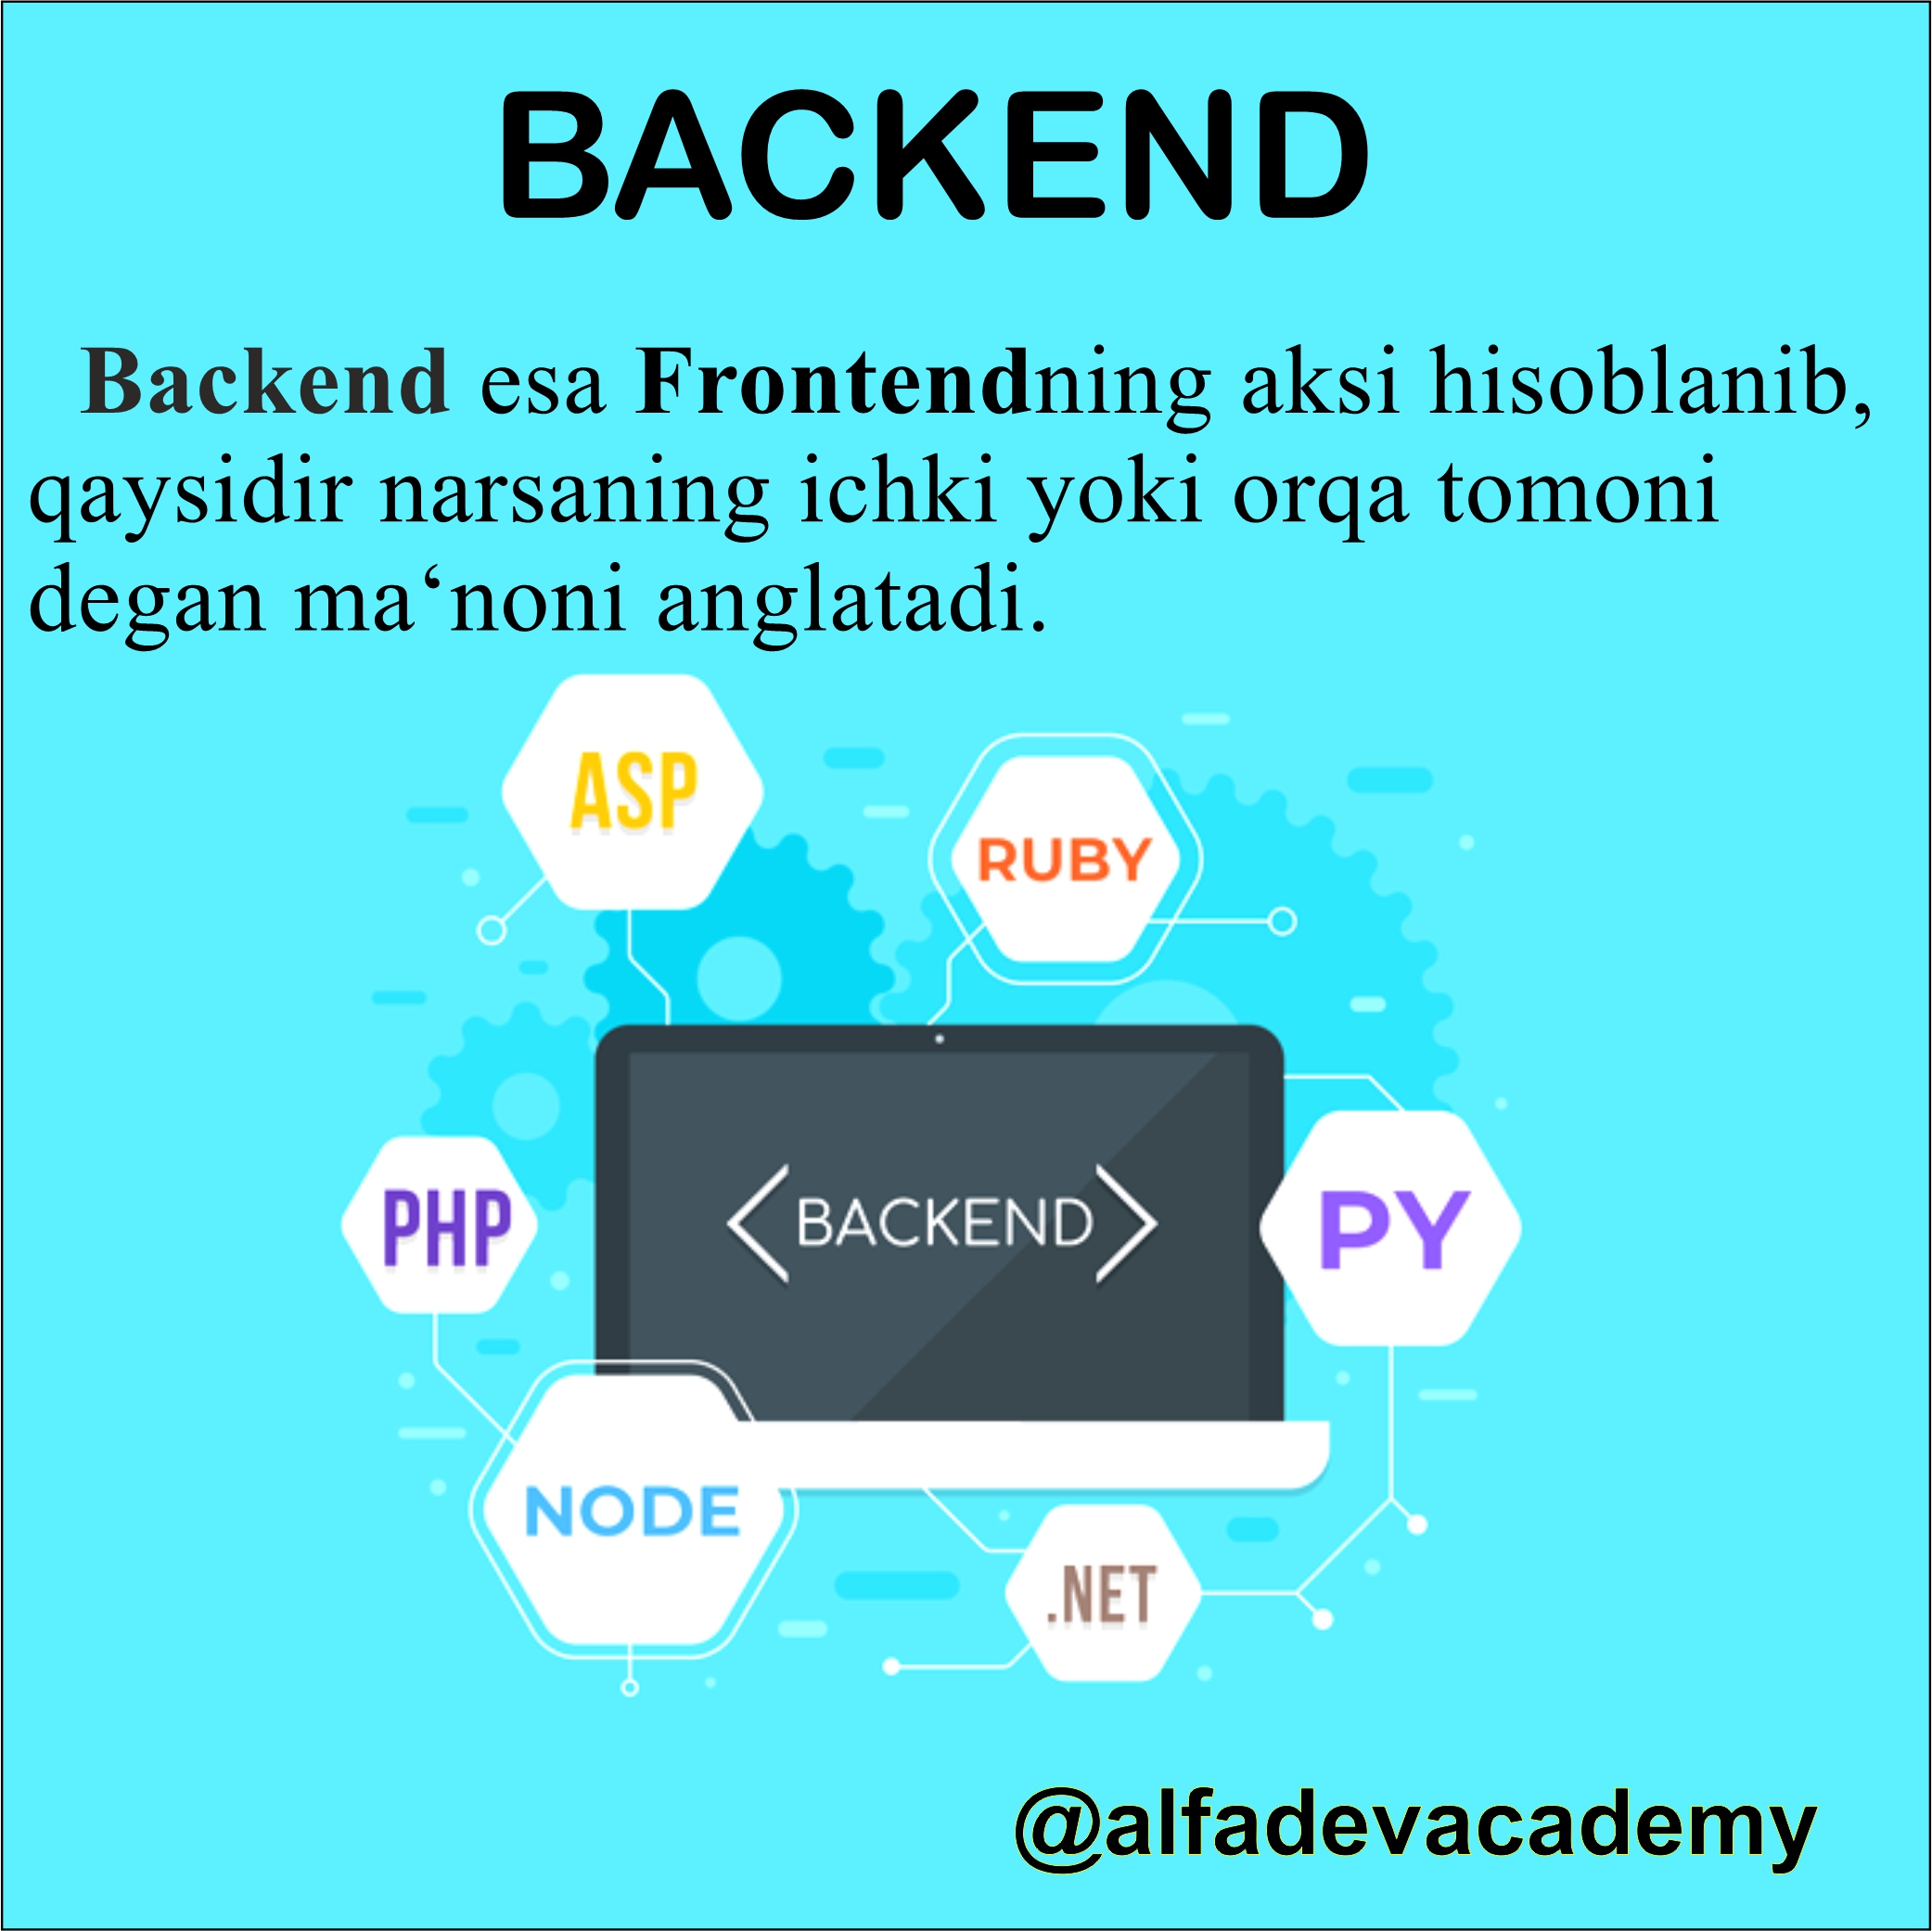 BACKEND
Backend esa Frontendning aksi hisoblanib,
qaysidir narsaning ichki yoki orqa tomoni
degan ma‘noni anglatadi.
ASP
RUBY
PHP
<BACKEND>
PY
NODE
.NET
@alfadevacademy